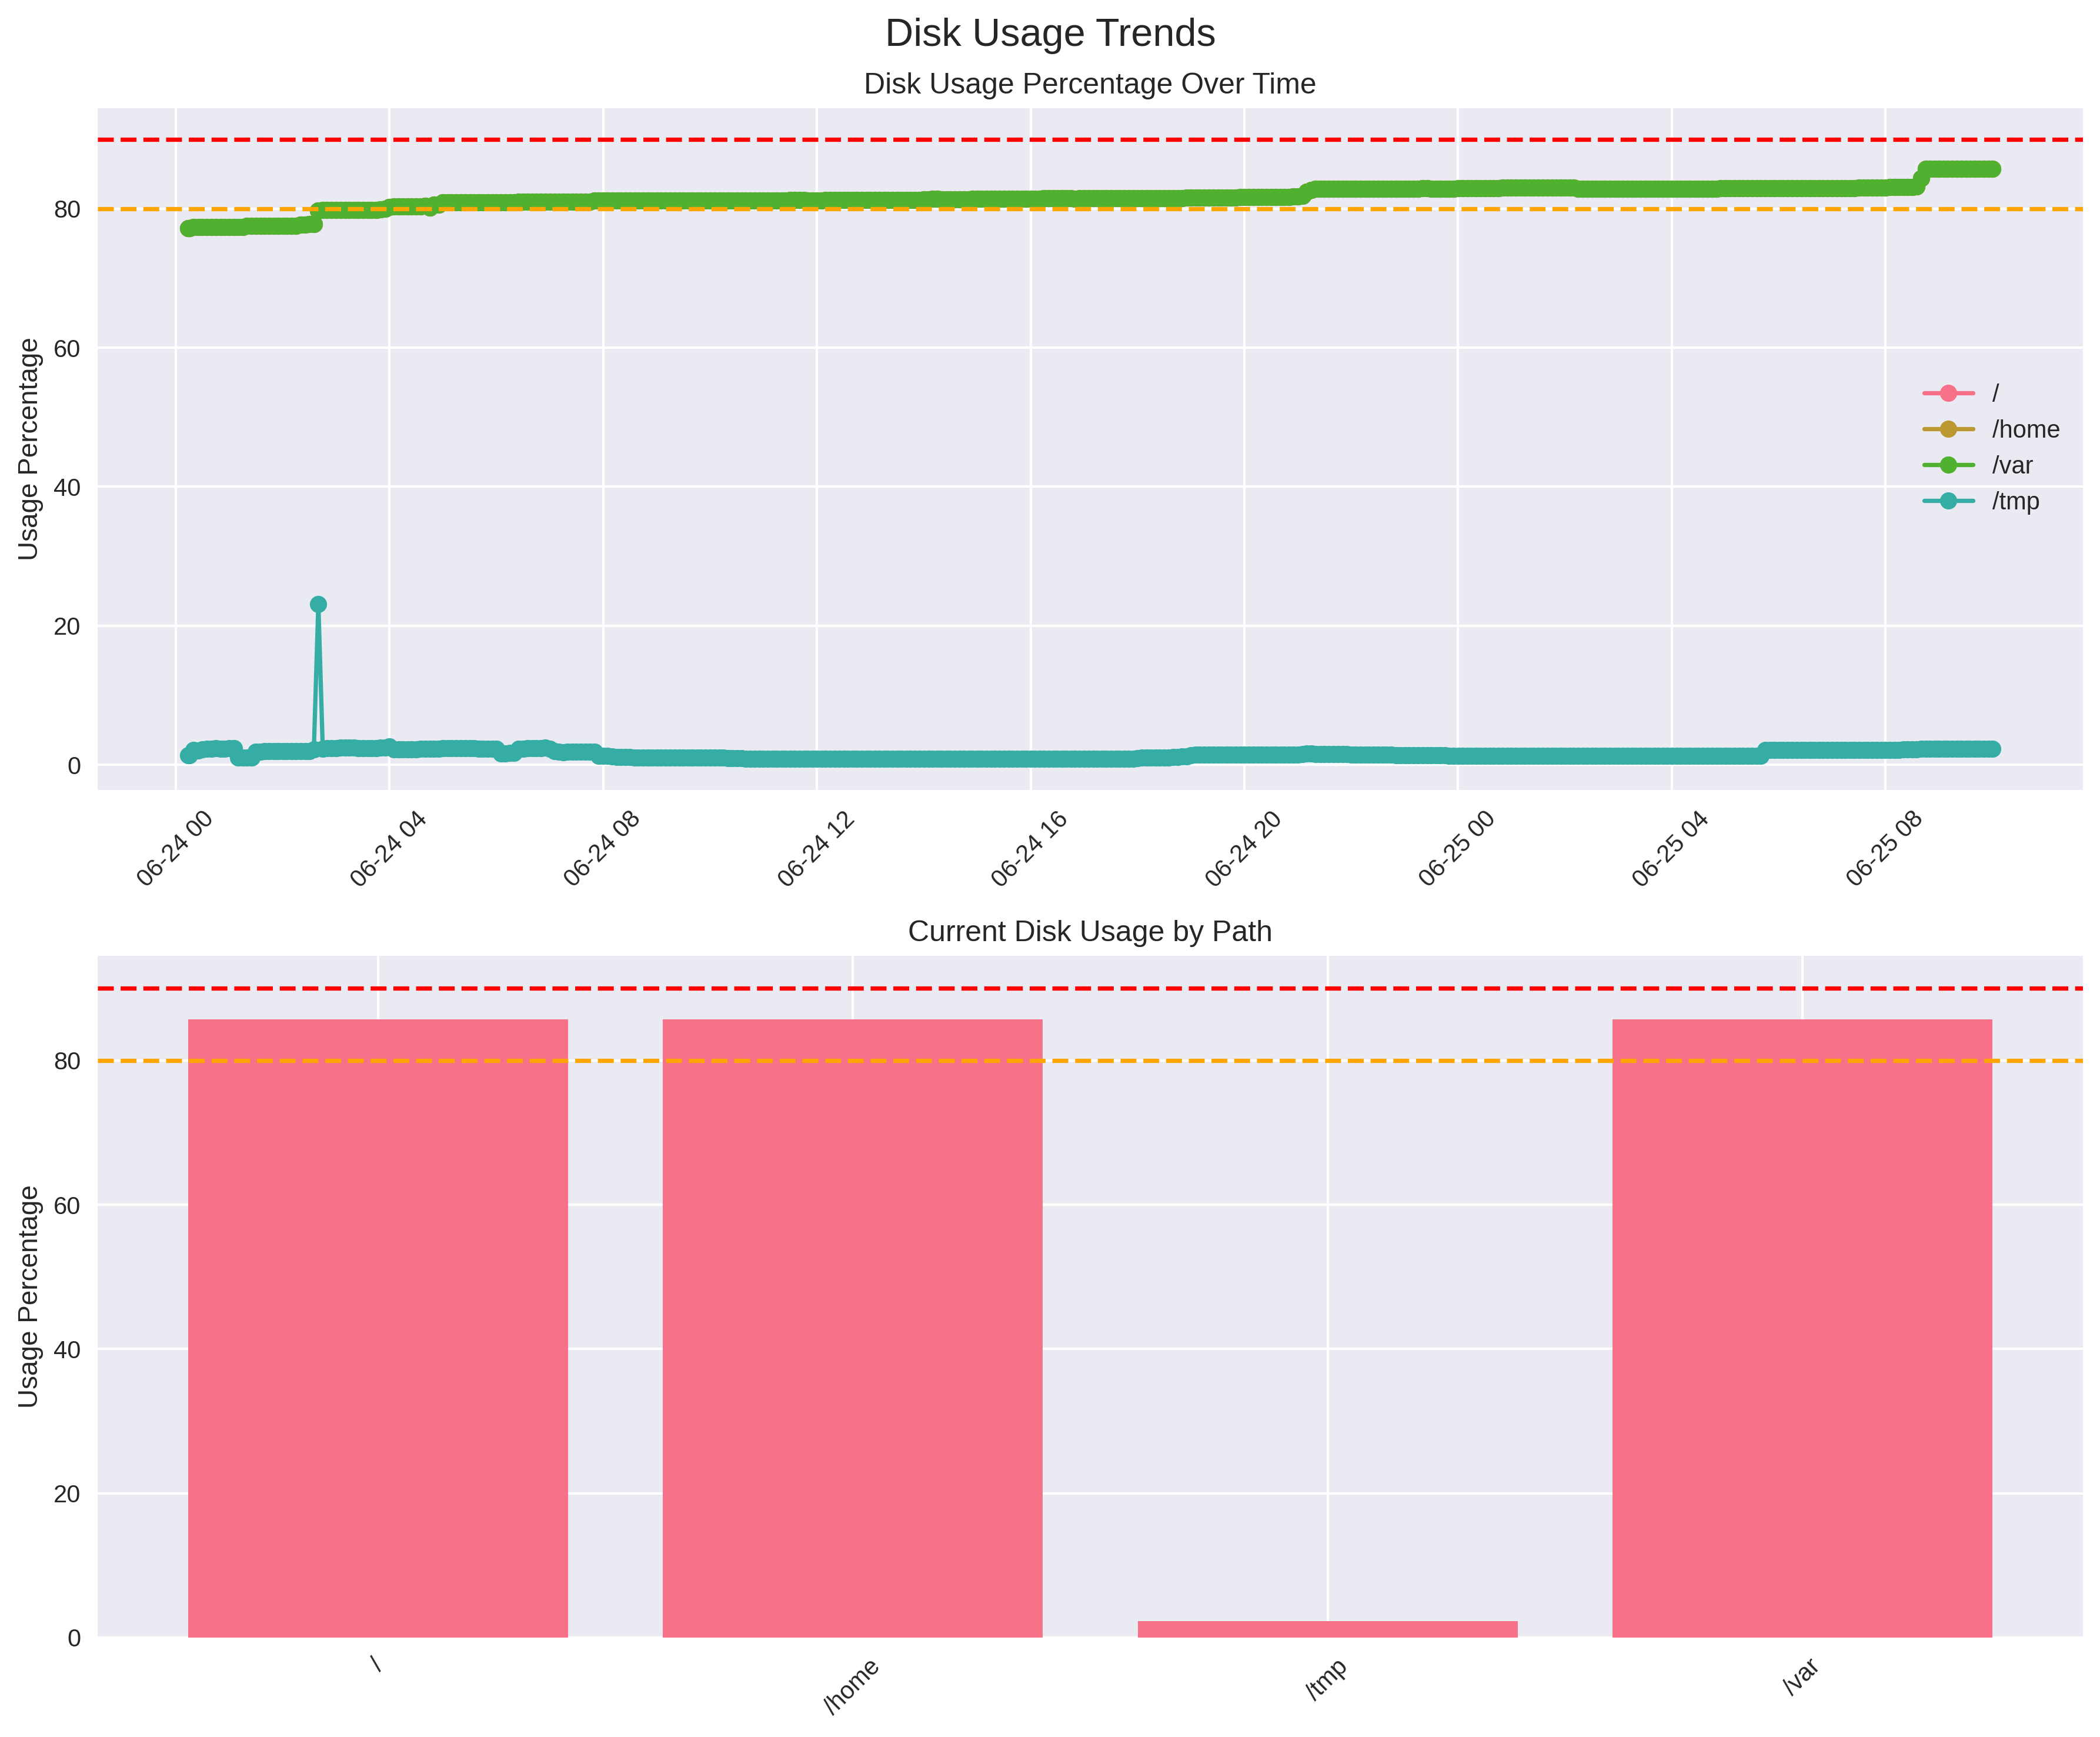 Disk Usage Trends
Disk Usage Percentage Over Time
Usage Percentage
80
60
40
20
0
/
/home
/var
/tmp
06-24 00
06-24 04
06-24 08
06-24 12
06-24 16
06-24 20
06-25 00
06-25 04
06-25 08
Current Disk Usage by Path
Usage Percentage
80
60
40
20
0
/
/home
/tmp
/var